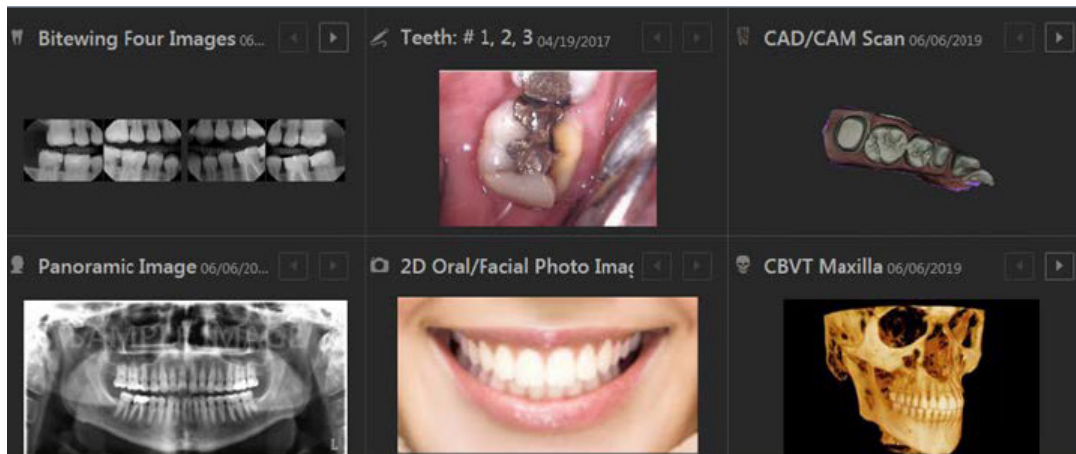 Bitewing Four Images 06...
Teeth: # 1, 2, 3 04/19/2017
CAD/CAM Scan 06/06/2019
Panoramic Image 06/06/20...
2D Oral/Facial Photo Imag
CBVT Maxilla 06/06/2019
SAMPLE IMAGE
L